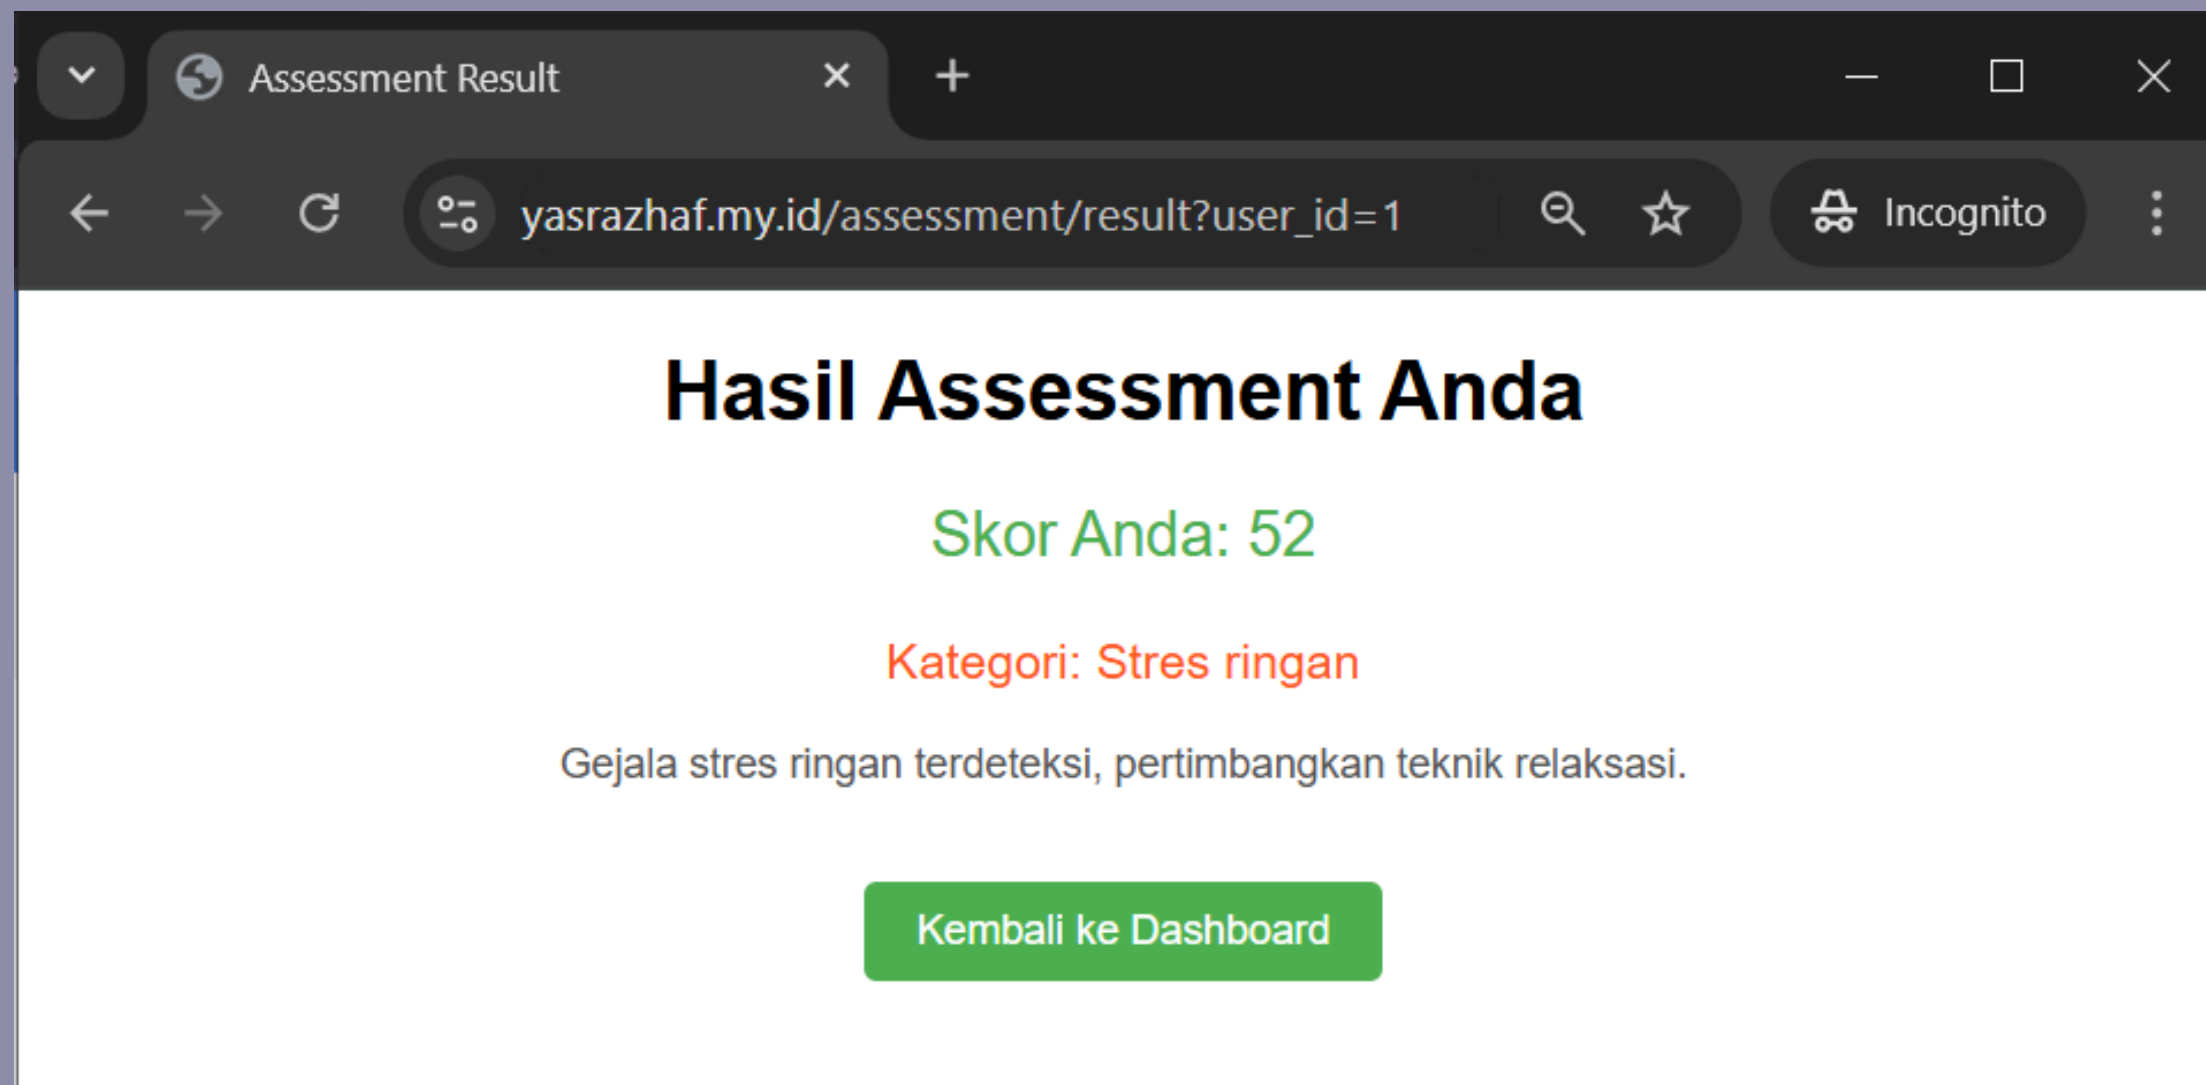 Assessment Result
yasrazhaf.my.id/assessment/result?user_id=1
Incognito
Hasil Assessment Anda
Skor Anda: 52
Kategori: Stres ringan
Gejala stres ringan terdeteksi, pertimbangkan teknik relaksasi.
Kembali ke Dashboard